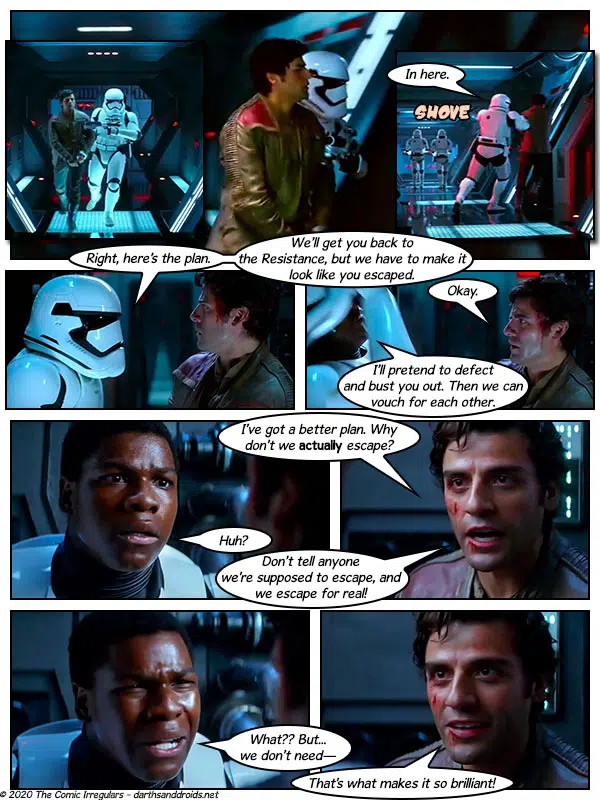 In here.
SHOVE
Right, here's the plan.
We'll get you back to
the Resistance, but we have to make it
look like you escaped.
Okay.
I'll pretend to defect
and bust you out. Then we can
vouch for each other.
I've got a better plan. Why
don't we actually escape?
Huh?
Don't tell anyone
we're supposed to escape, and
we escape for real!
What?? But...
we don't need—
That's what makes it so brilliant!
© 2020 The Comic Irregulars - darthsanddroids.net